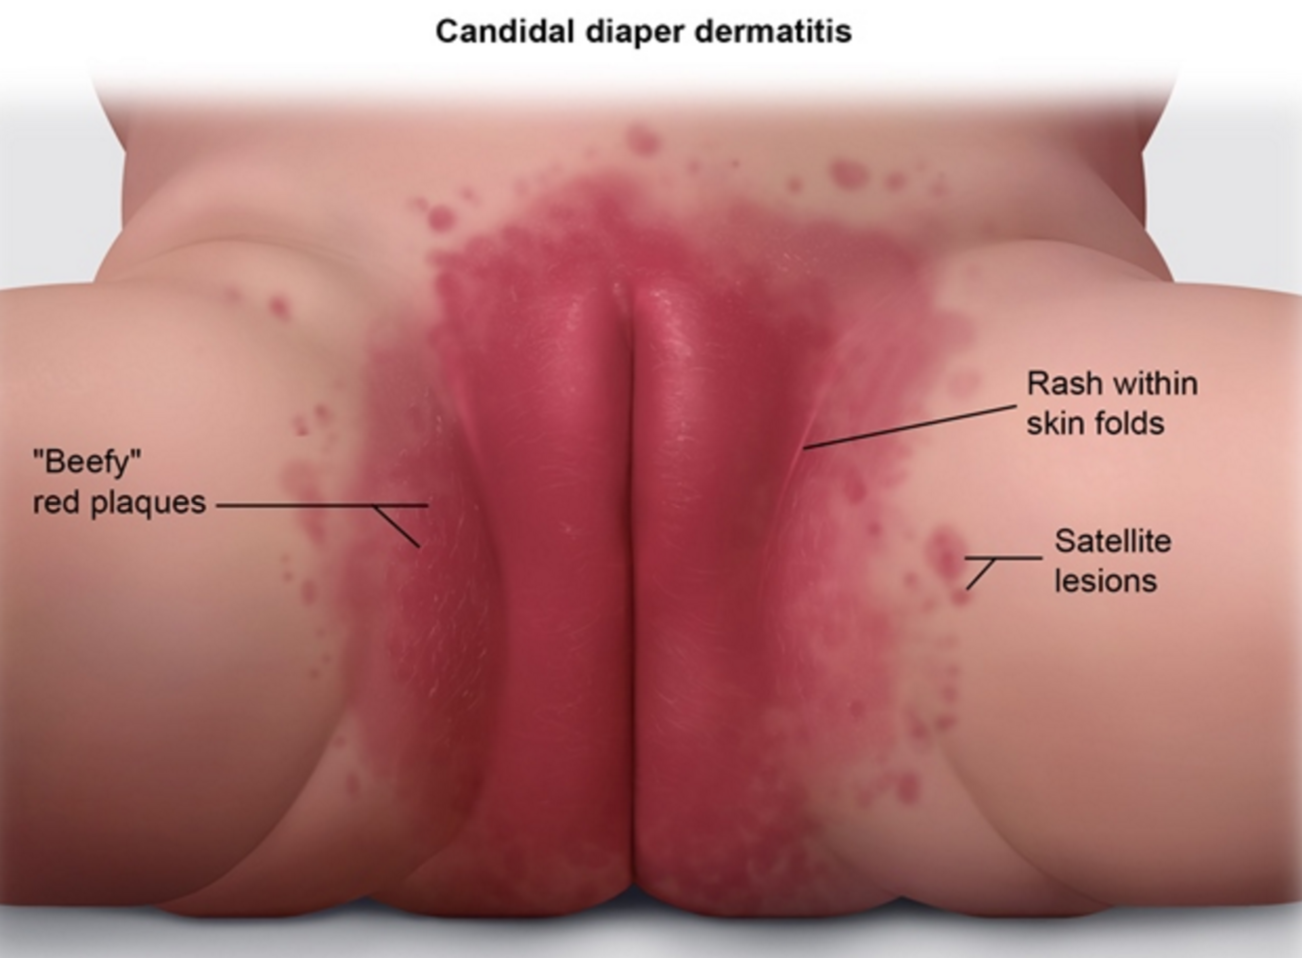 Candidal diaper dermatitis
Rash within
skin folds
"Beefy"
red plaques
Satellite
lesions